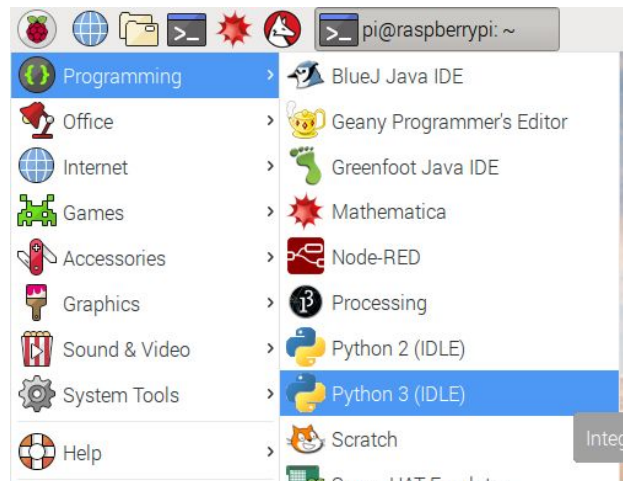 pi@raspberrypi: ~
Programming
Office
Internet
Games
Accessories
Graphics
Sound & Video
System Tools
Help
BlueJ Java IDE
Geany Programmer's Editor
Greenfoot Java IDE
Mathematica
Node-RED
Processing
Python 2 (IDLE)
Python 3 (IDLE)
Scratch
Integ